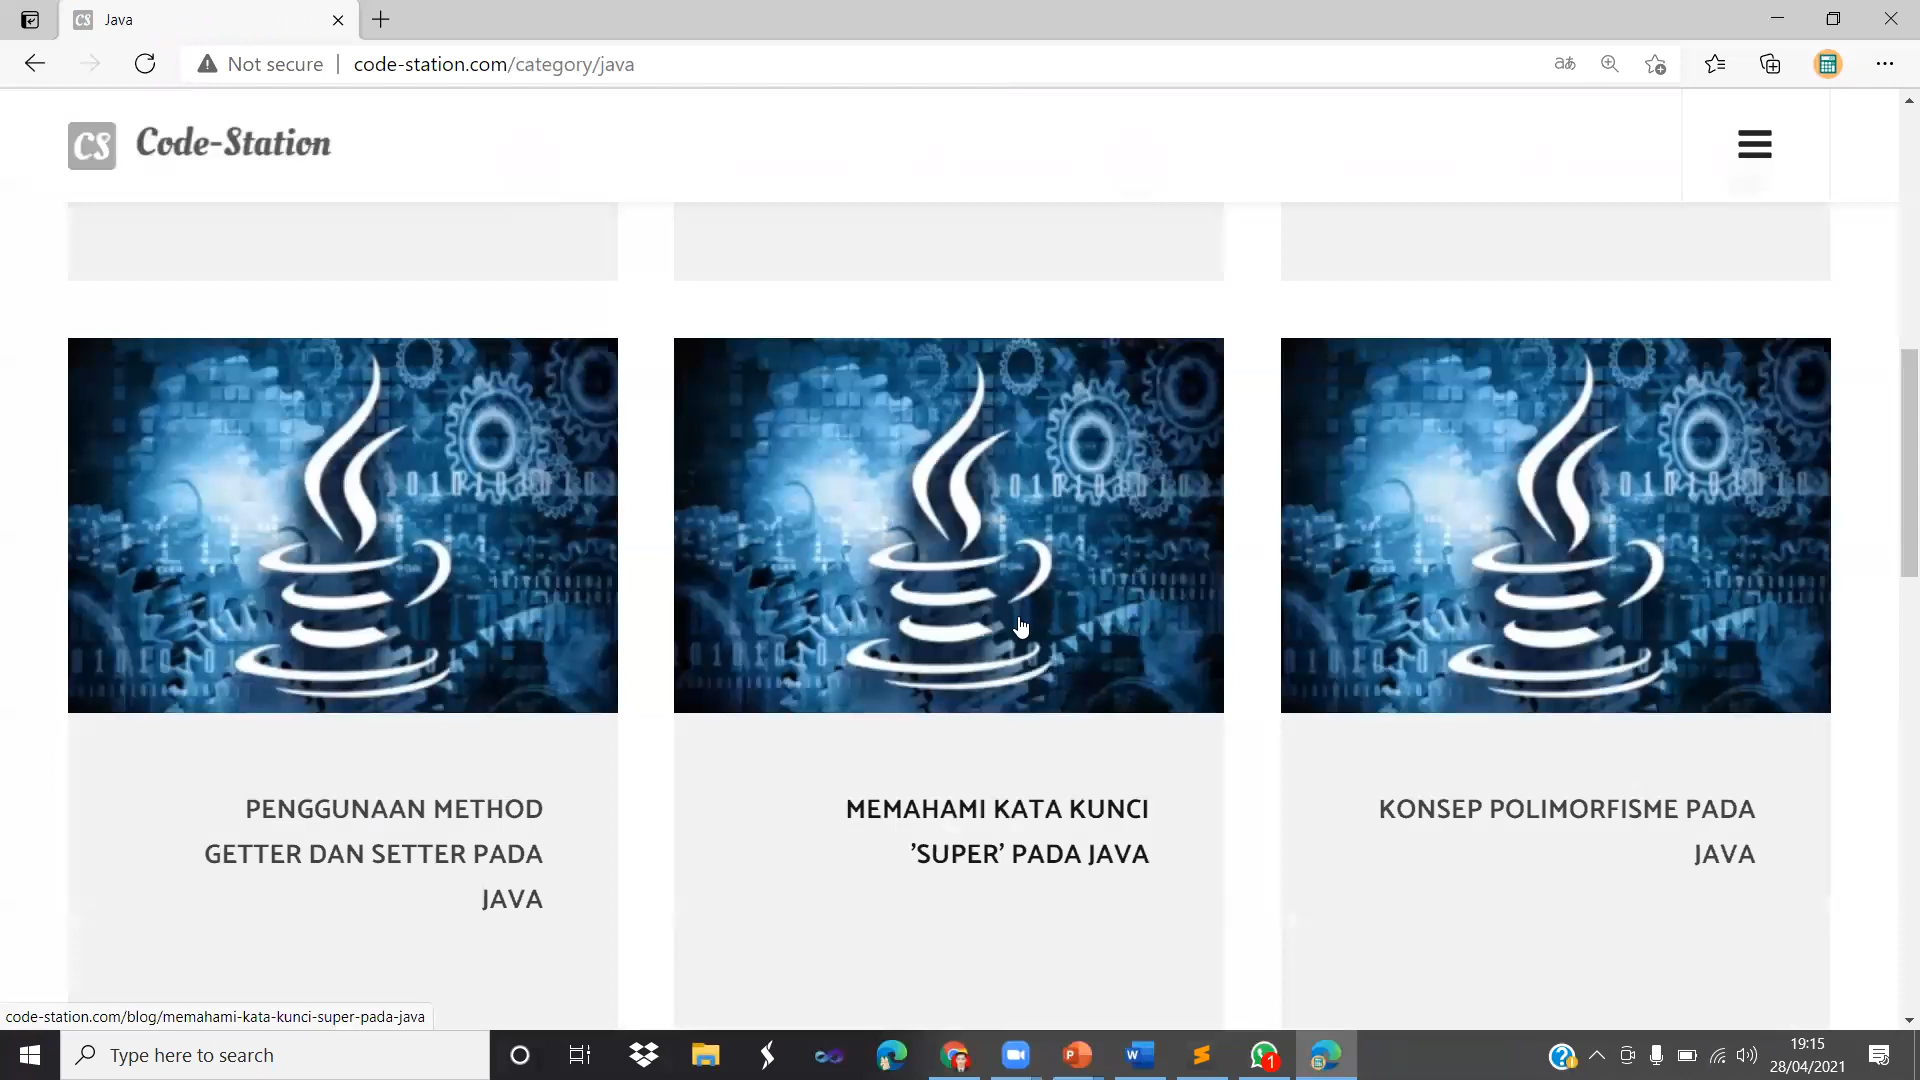 Java
Not secure
code-station.com/category/java
CS Code-Station
PENGGUNAAN METHOD
GETTER DAN SETTER PADA
JAVA
MEMAHAMI KATA KUNCI
'SUPER' PADA JAVA
KONSEP POLIMORFISME PADA
JAVA
code-station.com/blog/memahami-kata-kunci-super-pada-java
Type here to search
1
19:15
28/04/2021